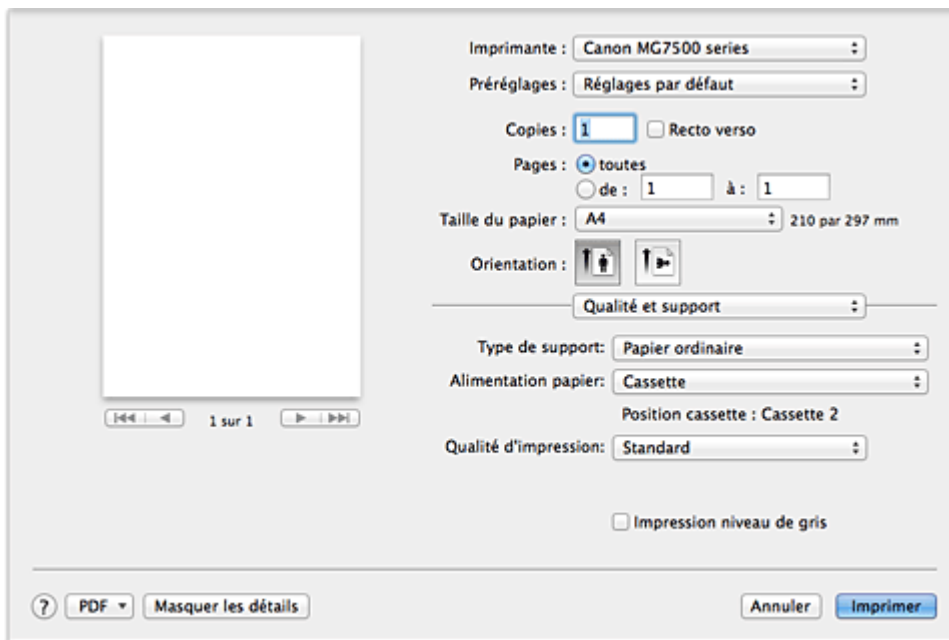 Imprimante : Canon MG7500 series
Préréglages : Réglages par défaut
Copies : 1 Recto verso
Pages : toutes
de : 1 à : 1
Taille du papier : A4 210 par 297 mm
Orientation :
Qualité et support
Type de support: Papier ordinaire
Alimentation papier: Cassette
Position cassette : Cassette 2
Qualité d'impression: Standard
Impression niveau de gris
1 sur 1
? PDF Masquer les détails Annuler Imprimer